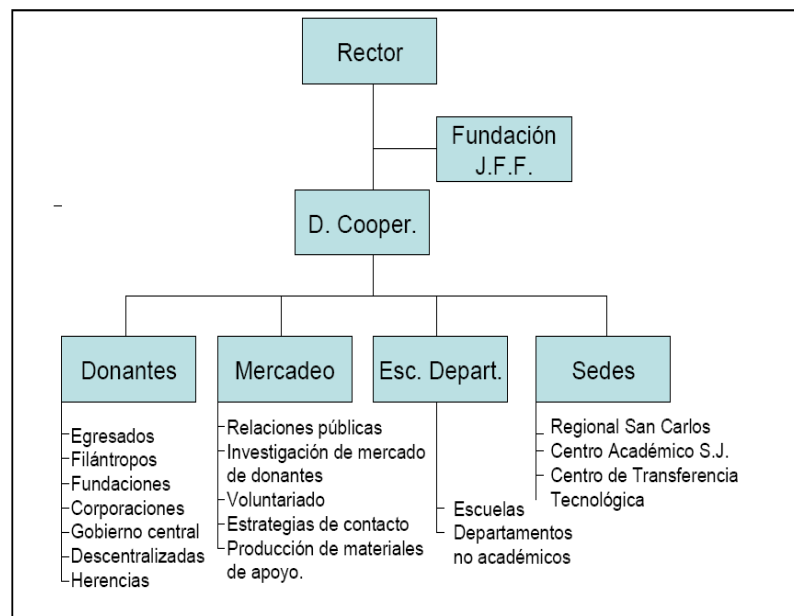 Rector
Fundación
J.F.F.
D. Cooper.
Donantes
Egresados
Filántropos
Fundaciones
Corporaciones
Gobierno central
Descentralizadas
Herencias
Mercadeo
Relaciones públicas
Investigación de mercado
de donantes
Voluntariado
Estrategias de contacto
Producción de materiales
de apoyo.
Esc. Depart.
Escuelas
Departamentos
no académicos
Sedes
Regional San Carlos
Centro Académico S.J.
Centro de Transferencia
Tecnológica